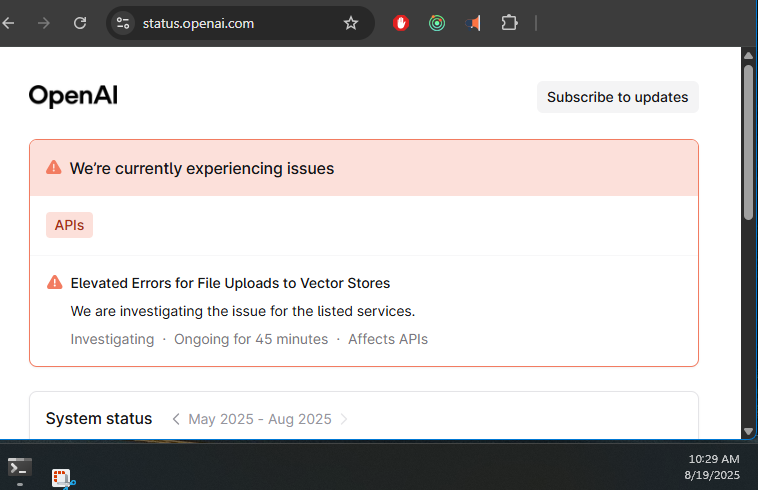 status.openai.com
OpenAI
Subscribe to updates
We're currently experiencing issues
APIs
Elevated Errors for File Uploads to Vector Stores
We are investigating the issue for the listed services.
Investigating · Ongoing for 45 minutes · Affects APIs
System status < May 2025 - Aug 2025 >
10:29 AM
8/19/2025